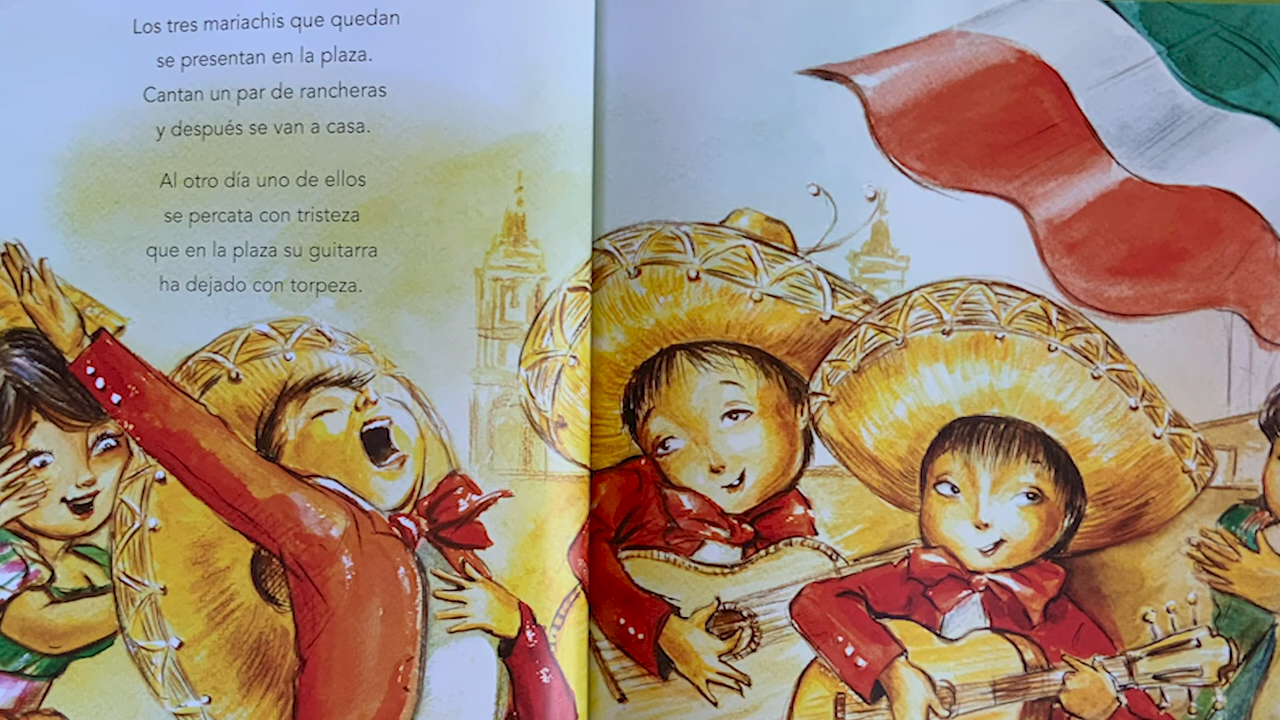 Los tres mariachis que quedan
se presentan en la plaza.
Cantan un par de rancheras
y después se van a casa.
Al otro día uno de ellos
se percata con tristeza
que en la plaza su guitarra
ha dejado con torpeza.